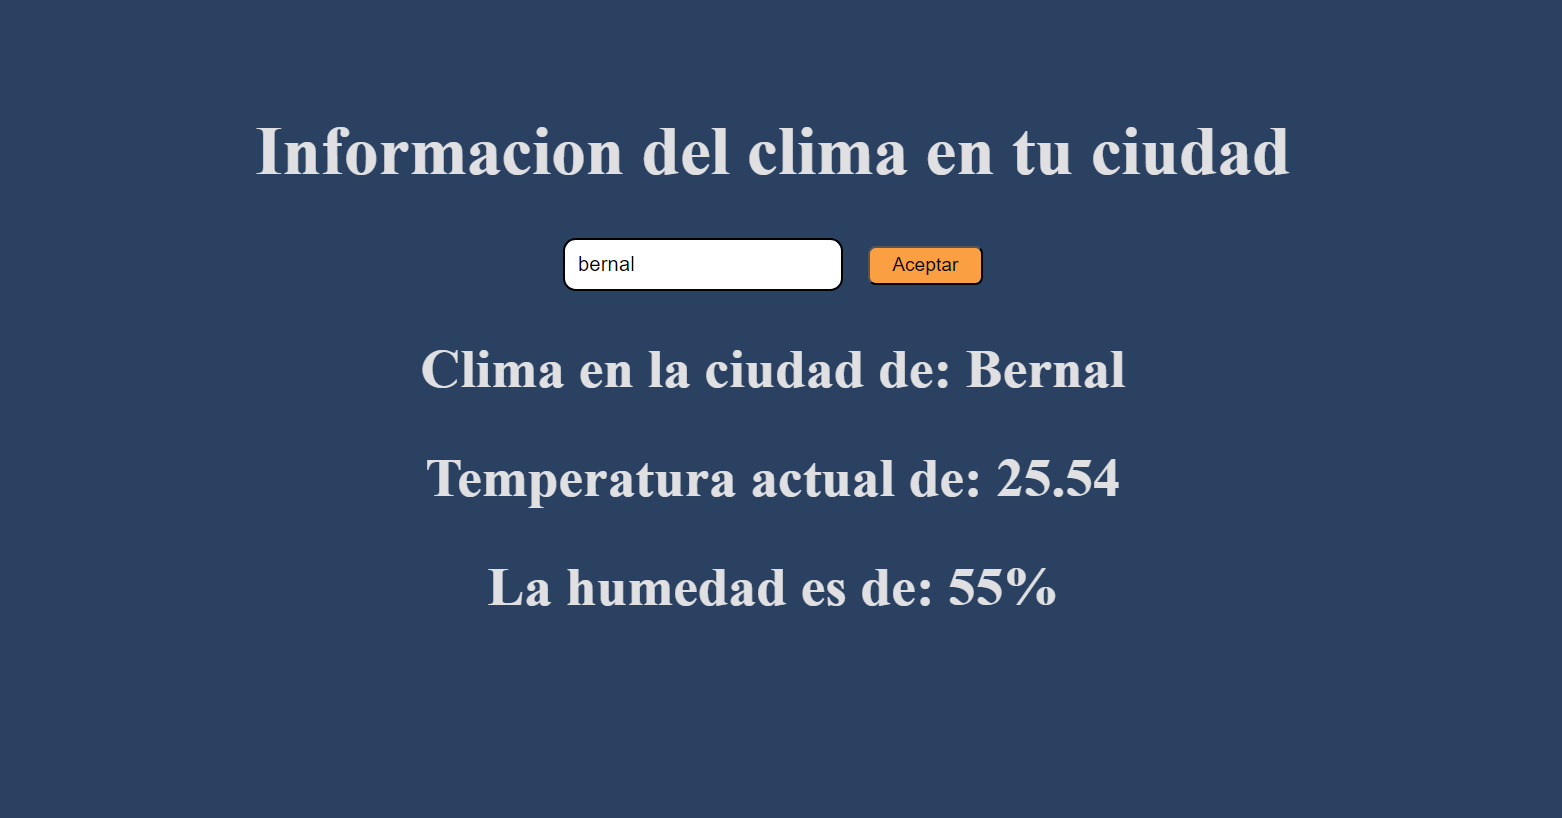 Informacion del clima en tu ciudad
bernal Aceptar
Clima en la ciudad de: Bernal
Temperatura actual de: 25.54
La humedad es de: 55%